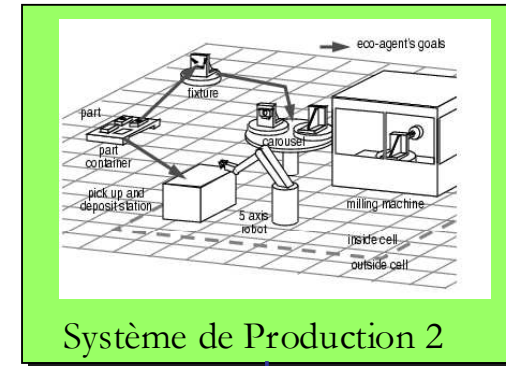 eco-agent's goals
fixture
part
carousel
part
container
pick up and
deposit station
5 axis
robot
milling machine
inside cell
outside cell
Système de Production 2